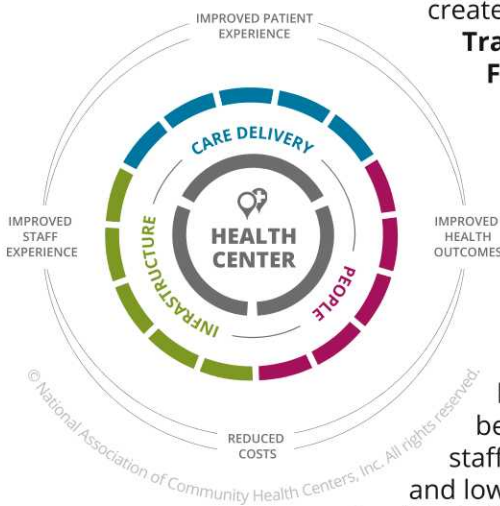 IMPROVED PATIENT
EXPERIENCE
create
Tra
F
CARE DELIVERY
HEALTH
CENTER
INFRASTRUCTURE
PEOPLE
IMPROVED
STAFF
EXPERIENCE
IMPROVED
HEALTH
OUTCOMES
REDUCED
COSTS
© National Association of Community Health Centers, Inc. All rights reserved.
be
staff
and low